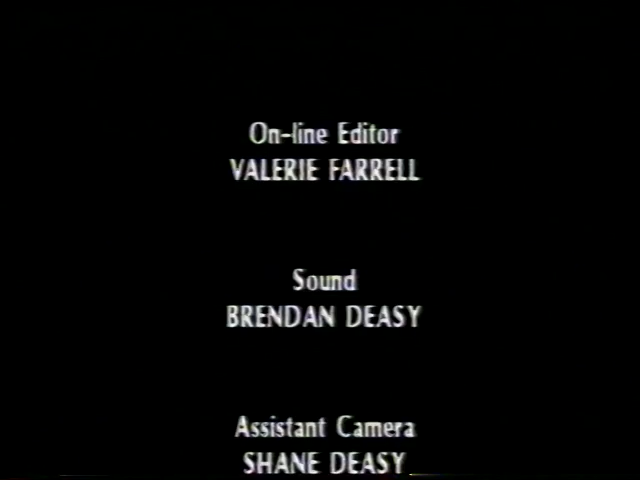 On-line Editor
VALERIE FARRELL
Sound
BRENDAN DEASY
Assistant Camera
SHANE DEASY